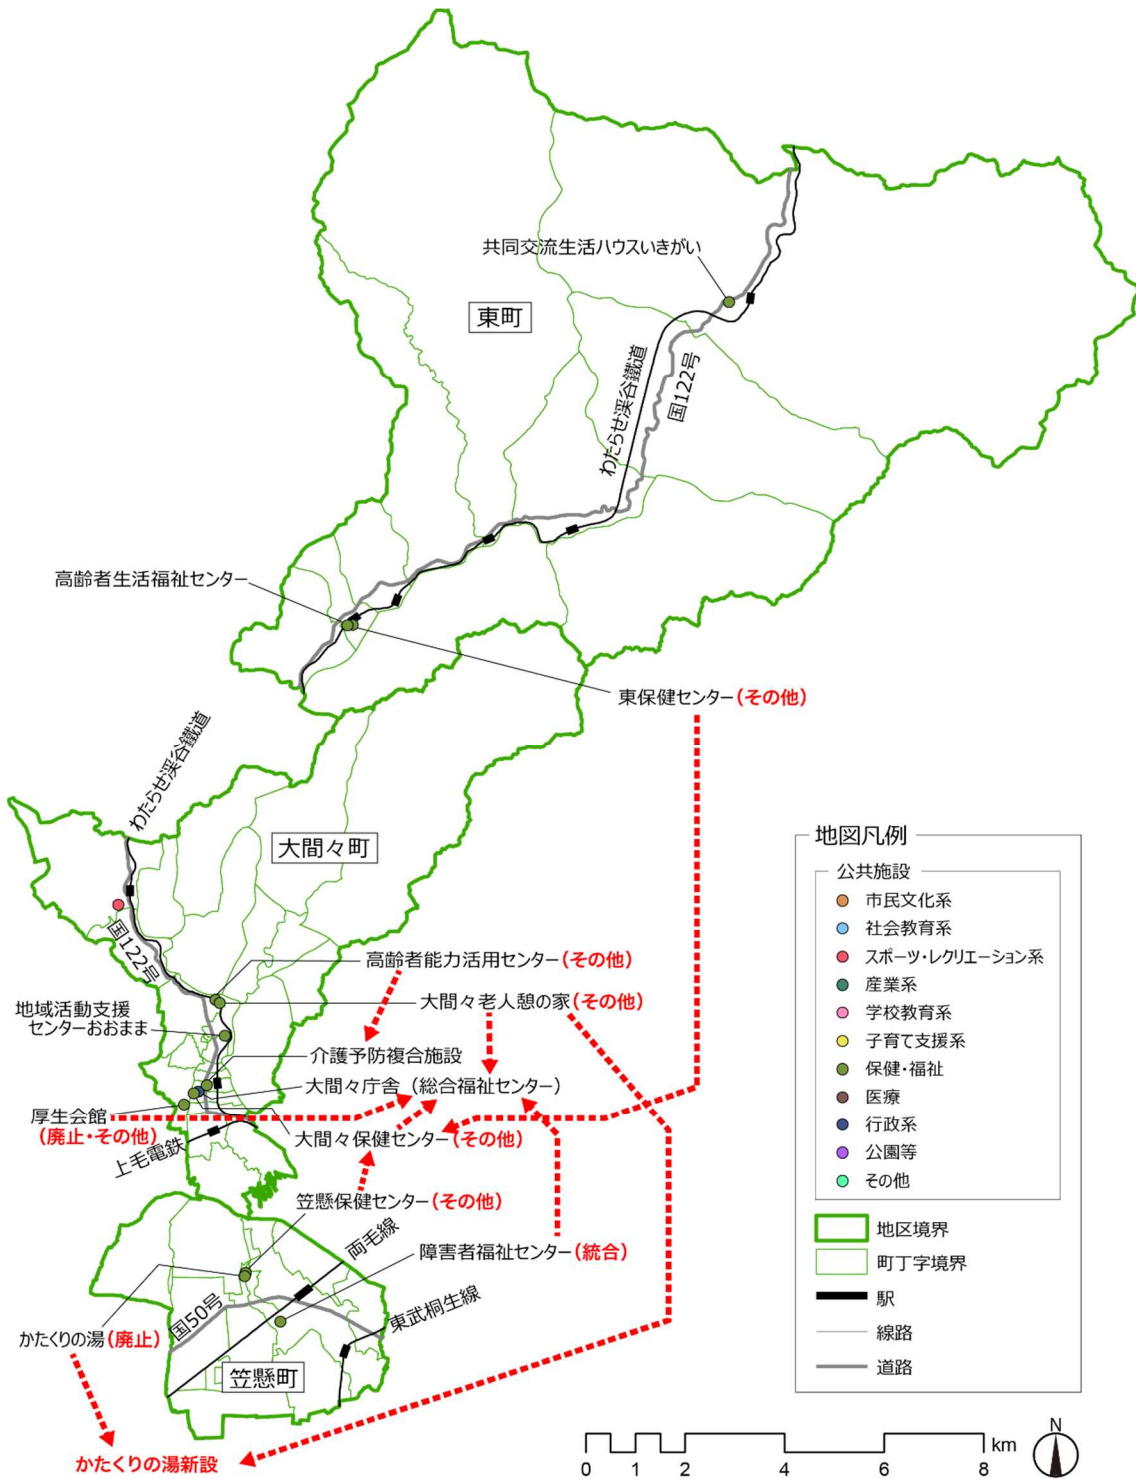 共同交流生活ハウスいきがい
東町
わたらせ渓谷鐵道
国122号
高齢者生活福祉センター
東保健センター(その他)
わたらせ渓谷鐵道
大間々町
国122号
高齢者能力活用センター(その他)
大間々老人憩の家(その他)
地域活動支援
センターおおまま
介護予防複合施設
大間々庁舎(総合福祉センター)
厚生会館
(廃止・その他)
大間々保健センター(その他)
上毛電鉄
笠懸保健センター(その他)
両毛線
障害者福祉センター(統合)
国50号
東武桐生線
かたくりの湯(廃止)
笠懸町
かたくりの湯新設
地図凡例
公共施設
市民文化系
社会教育系
スポーツ・レクリエーション系
産業系
学校教育系
子育て支援系
保健・福祉
医療
行政系
公園等
その他
地区境界
町丁字境界
駅
線路
道路
N
km
0 1 2 4 6 8